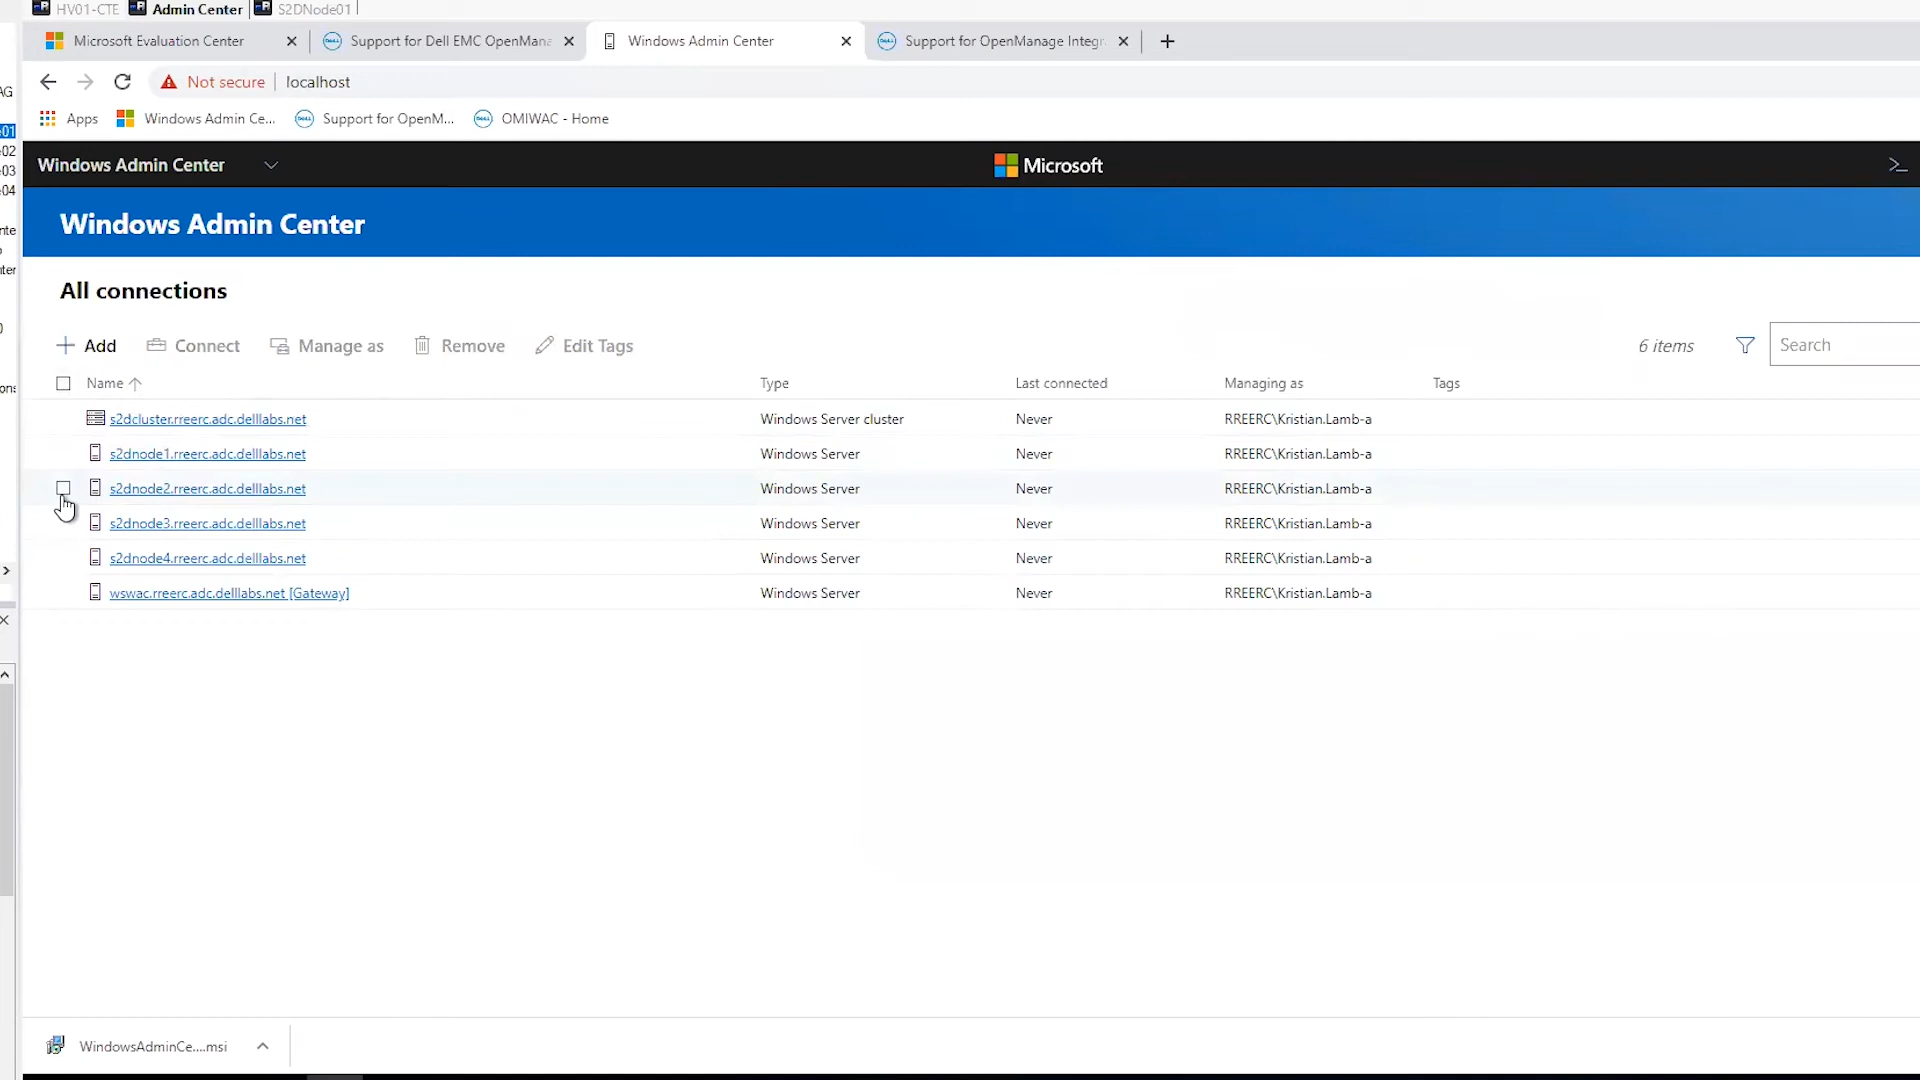 HV01-CTE Admin Center S2DNode01
Microsoft Evaluation Center Support for Dell EMC OpenMana Windows Admin Center Support for OpenManage Integr
Not secure localhost
Apps Windows Admin Ce... Support for OpenM... OMIWAC - Home
Windows Admin Center Microsoft
Windows Admin Center
All connections
Add Connect Manage as Remove Edit Tags 6 items Search
Name Type Last connected Managing as Tags
s2dcluster.rreerc.adc.delllabs.net Windows Server cluster Never RREERC\Kristian.Lamb-a
s2dnode1.rreerc.adc.delllabs.net Windows Server Never RREERC\Kristian.Lamb-a
s2dnode2.rreerc.adc.delllabs.net Windows Server Never RREERC\Kristian.Lamb-a
s2dnode3.rreerc.adc.delllabs.net Windows Server Never RREERC\Kristian.Lamb-a
s2dnode4.rreerc.adc.delllabs.net Windows Server Never RREERC\Kristian.Lamb-a
wswac.rreerc.adc.delllabs.net [Gateway] Windows Server Never RREERC\Kristian.Lamb-a
WindowsAdminCe....msi